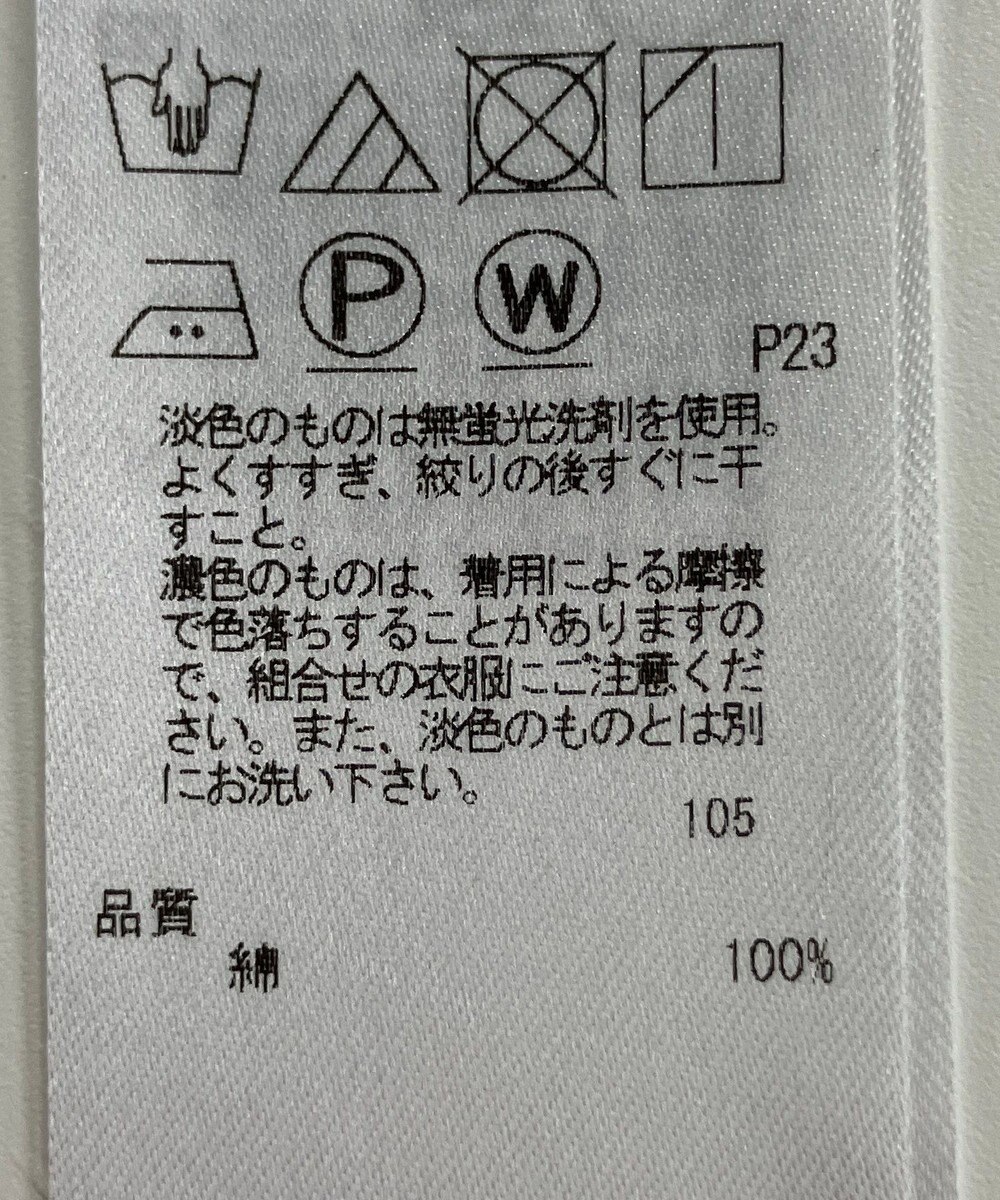 P W
P23
淡色のものは無蛍光洗剤を使用。
よくすすぎ、絞りの後すぐに干
すこと。
濃色のものは、着用による摩擦
で色落ちすることがありますの
で、組合せの衣服にご注意くだ
さい。また、淡色のものとは別
にお洗い下さい。
105
品質
綿 100%